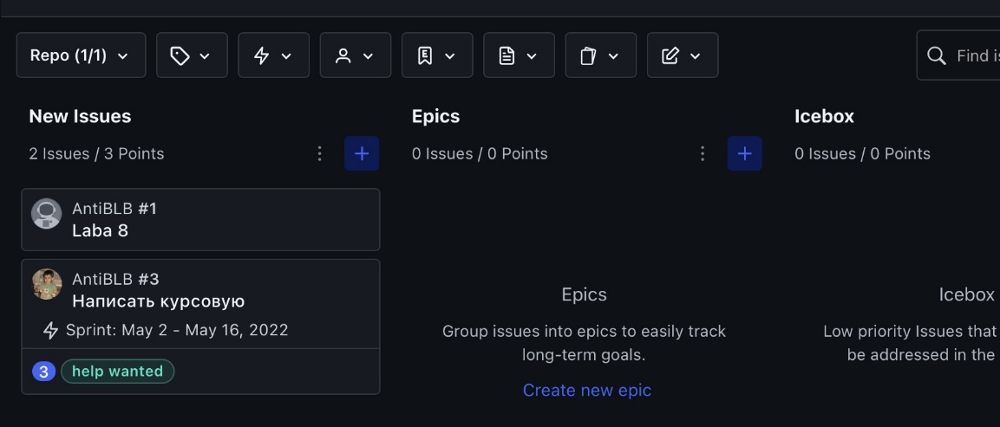 Repo (1/1)
Find is
New Issues
2 Issues / 3 Points
AntiBLB #1
Laba 8
AntiBLB #3
Написать курсовую
Sprint: May 2 - May 16, 2022
3 help wanted
Epics
0 Issues / 0 Points
Epics
Group issues into epics to easily track
long-term goals.
Create new epic
Icebox
0 Issues / 0 Points
Icebox
Low priority Issues that
be addressed in the